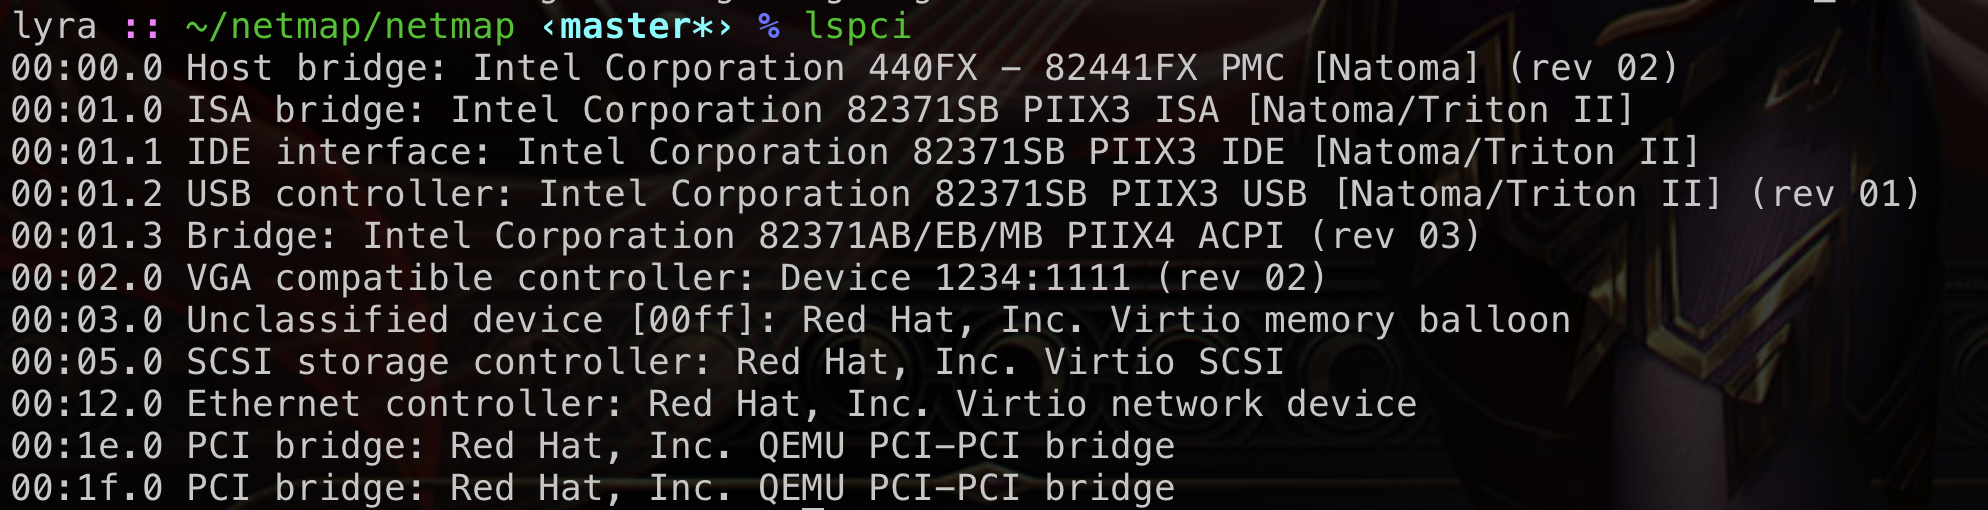 lyra :: ~/netmap/netmap ‹master*› % lspci
00:00.0 Host bridge: Intel Corporation 440FX - 82441FX PMC [Natoma] (rev 02)
00:01.0 ISA bridge: Intel Corporation 82371SB PIIX3 ISA [Natoma/Triton II]
00:01.1 IDE interface: Intel Corporation 82371SB PIIX3 IDE [Natoma/Triton II]
00:01.2 USB controller: Intel Corporation 82371SB PIIX3 USB [Natoma/Triton II] (rev 01)
00:01.3 Bridge: Intel Corporation 82371AB/EB/MB PIIX4 ACPI (rev 03)
00:02.0 VGA compatible controller: Device 1234:1111 (rev 02)
00:03.0 Unclassified device [00ff]: Red Hat, Inc. Virtio memory balloon
00:05.0 SCSI storage controller: Red Hat, Inc. Virtio SCSI
00:12.0 Ethernet controller: Red Hat, Inc. Virtio network device
00:1e.0 PCI bridge: Red Hat, Inc. QEMU PCI-PCI bridge
00:1f.0 PCI bridge: Red Hat, Inc. QEMU PCI-PCI bridge